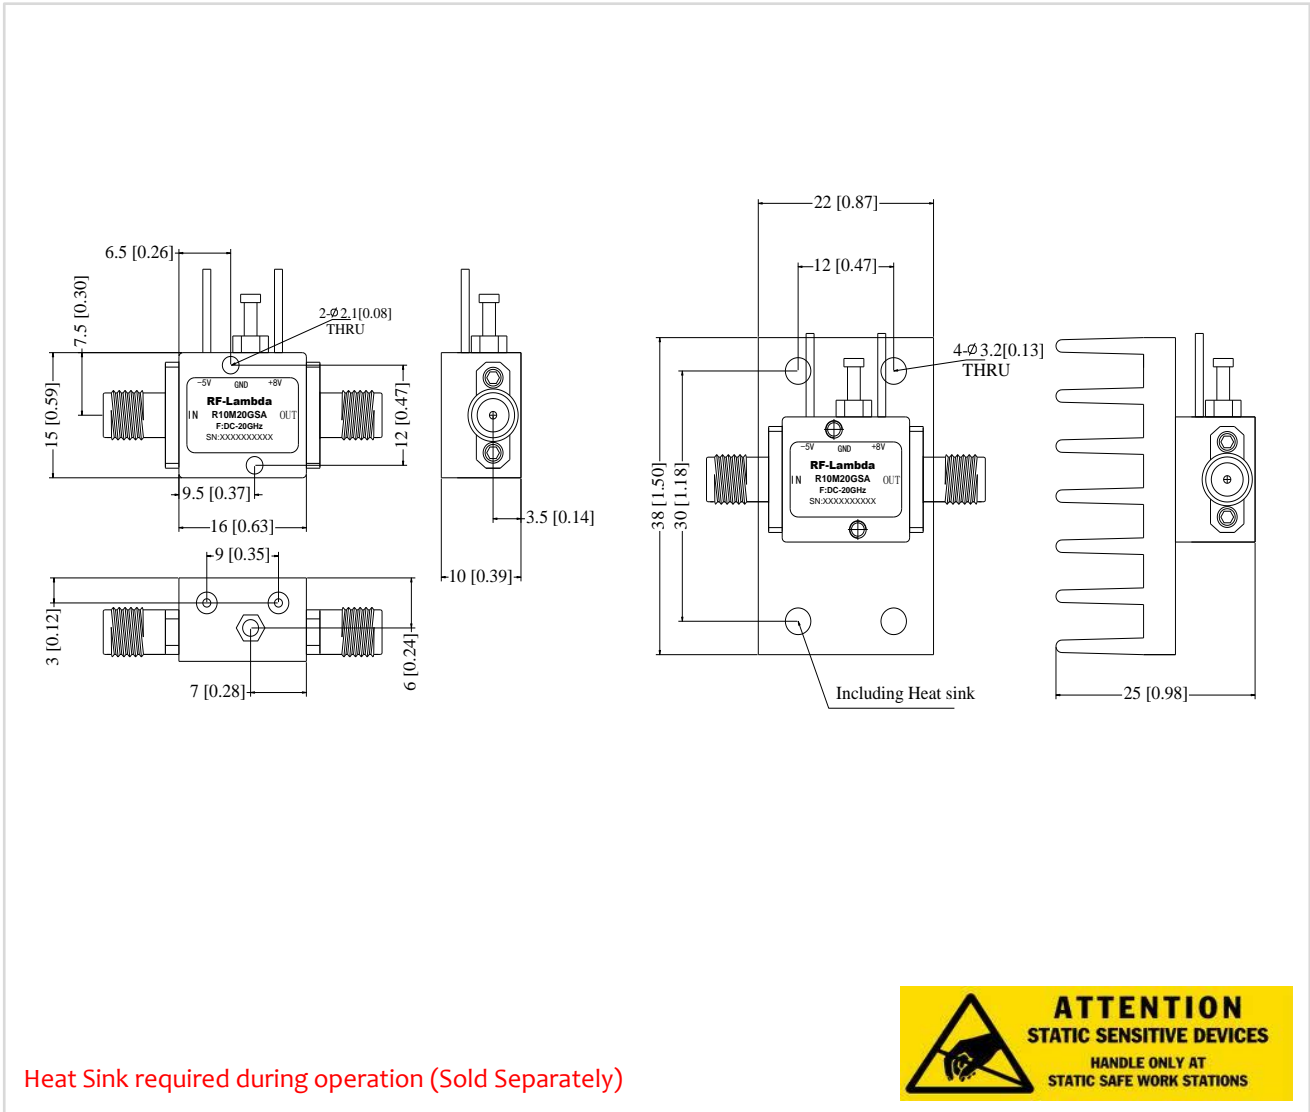 6.5 [0.26]
7.5 [0.30]
2-Ø2.1[0.08]
THRU
-5V GND +8V
RF-Lambda
IN R10M20GSA OUT
F:DC-20GHz
SN:XXXXXXXXXX
15 [0.59]
12 [0.47]
9.5 [0.37]
16 [0.63]
3.5 [0.14]
10 [0.39]
9 [0.35]
3 [0.12]
6 [0.24]
7 [0.28]
22 [0.87]
12 [0.47]
4-Ø3.2[0.13]
THRU
-5V GND +8V
RF-Lambda
IN R10M20GSA OUT
F:DC-20GHz
SN:XXXXXXXXXX
38 [1.50]
30 [1.18]
Including Heat sink
25 [0.98]
ATTENTION
STATIC SENSITIVE DEVICES
HANDLE ONLY AT
STATIC SAFE WORK STATIONS
Heat Sink required during operation (Sold Separately)